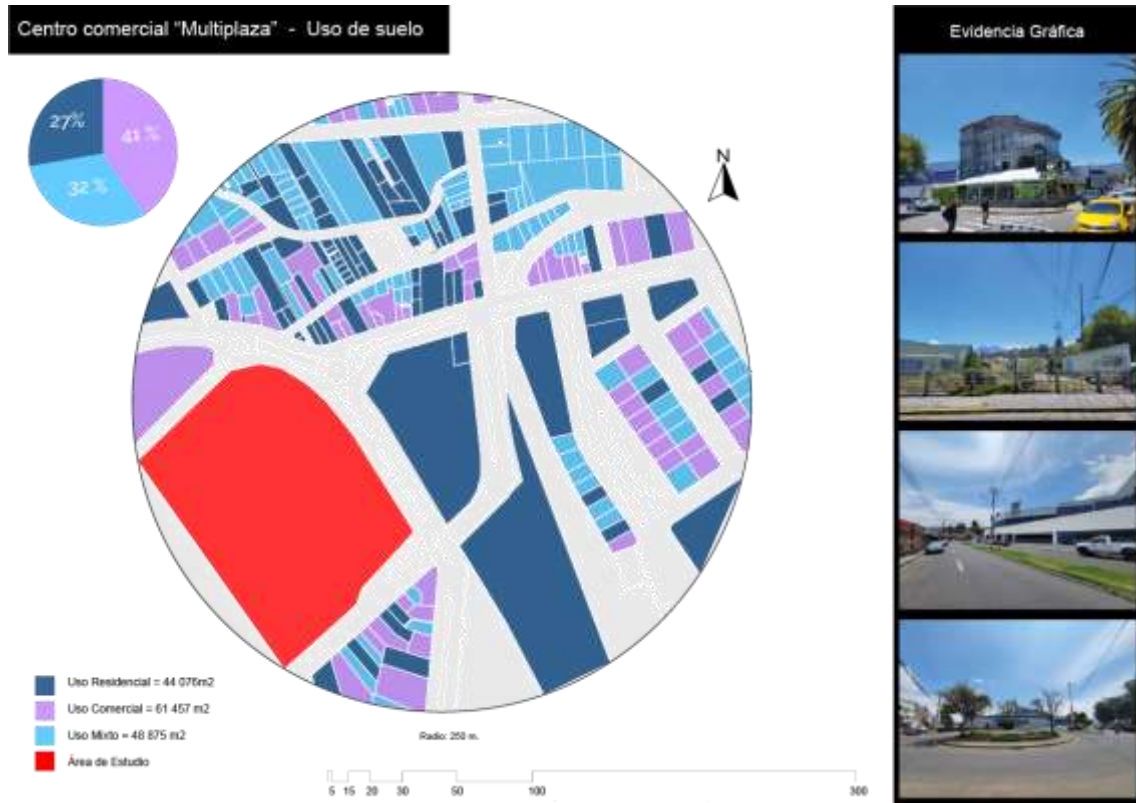 Centro comercial "Multiplaza" - Uso de suelo
Evidencia Gráfica
27%
41 %
32 %
N
Uso Residencial = 44 076m2
Uso Comercial = 61 457 m2
Uso Mixto = 48 875 m2
Área de Estudio
Radio: 250 m.
5 15 20 30 50 100 300